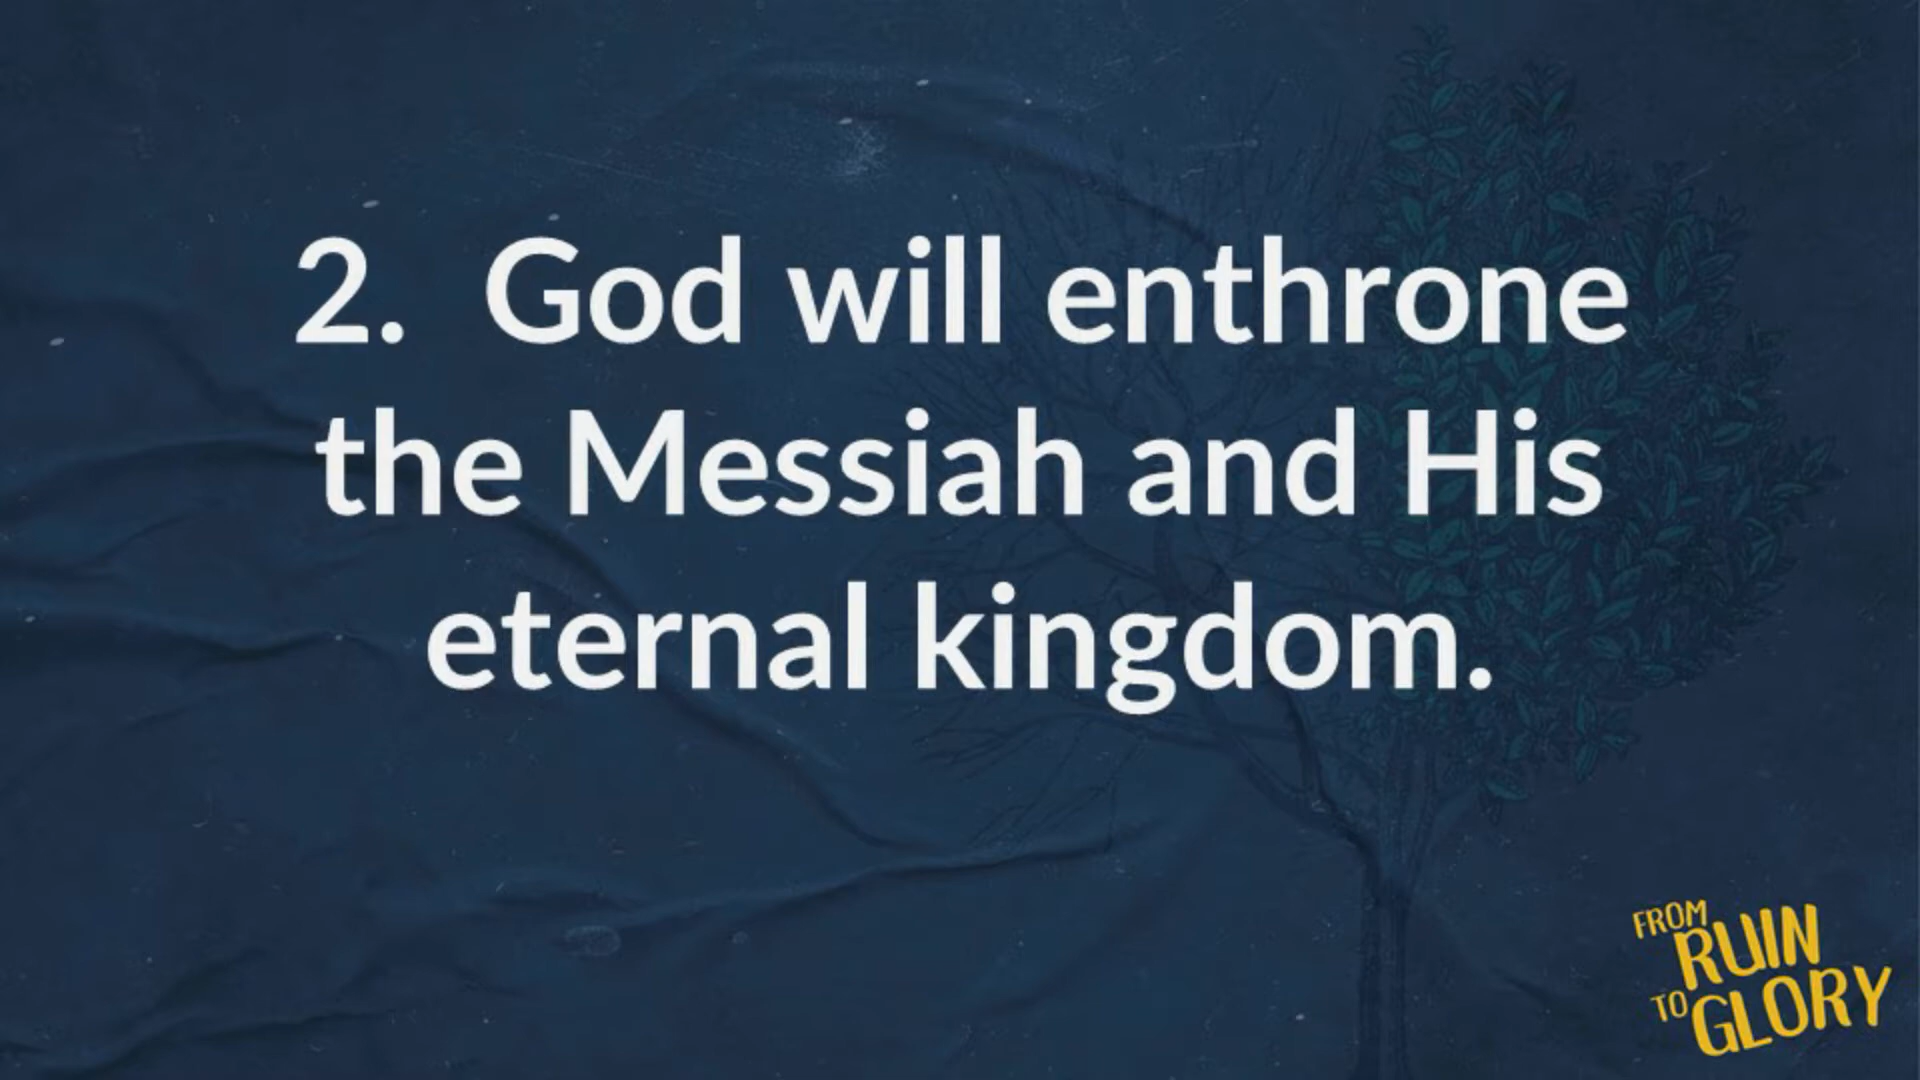 2. God will enthrone
the Messiah and His
eternal kingdom.
FROM
RUIN
TO
GLORY